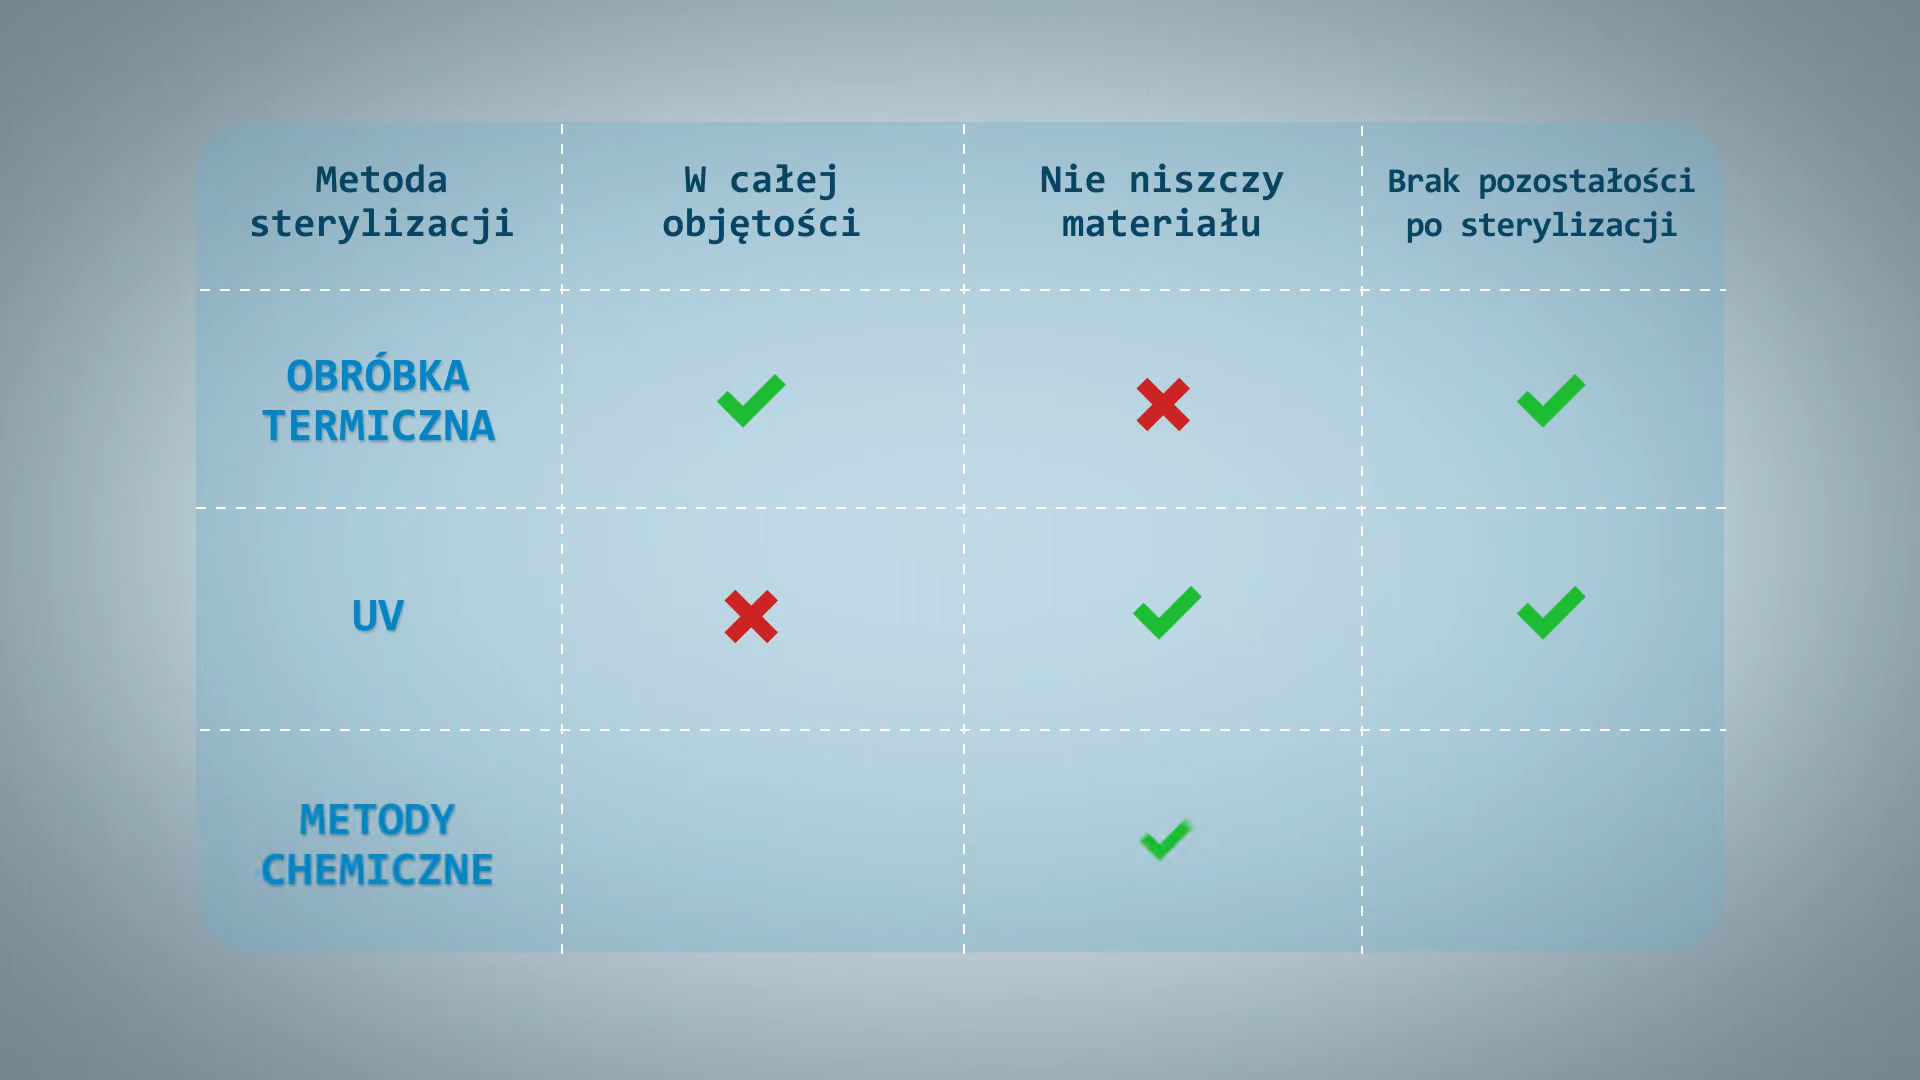 Metoda
sterylizacji
W całej
objętości
Nie niszczy
materiału
Brak pozostałości
po sterylizacji
OBRÓBKA
TERMICZNA
UV
METODY
CHEMICZNE